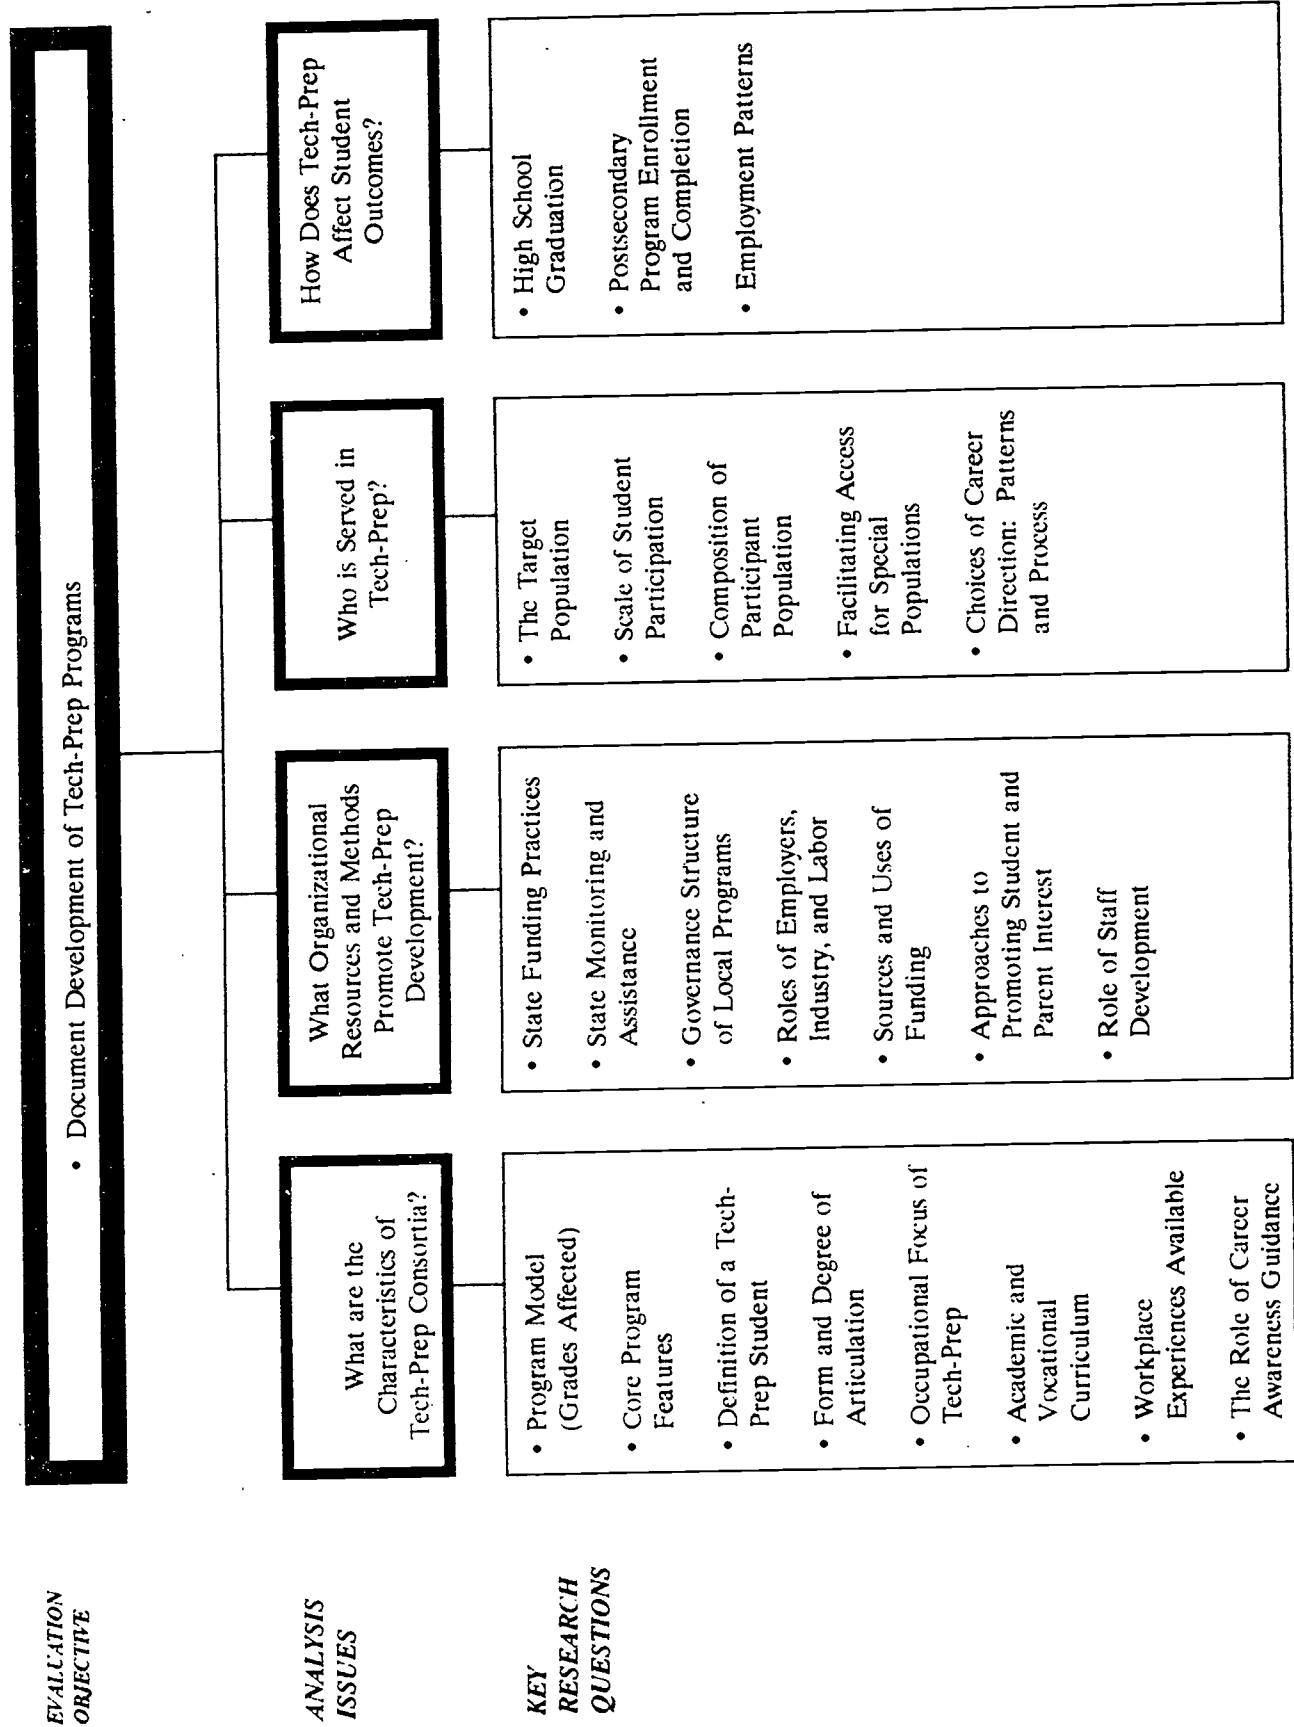 EVALUATION
OBJECTIVE
• Document Development of Tech-Prep Programs
ANALYSIS
ISSUES
What are the
Characteristics of
Tech-Prep Consortia?
What Organizational
Resources and Methods
Promote Tech-Prep
Development?
Who is Served in
Tech-Prep?
How Does Tech-Prep
Affect Student
Outcomes?
KEY
RESEARCH
QUESTIONS
• Program Model
(Grades Affected)
• Core Program
Features
• Definition of a Tech-
Prep Student
• Form and Degree of
Articulation
• Occupational Focus of
Tech-Prep
• Academic and
Vocational
Curriculum
• Workplace
Experiences Available
• The Role of Career
Awareness Guidance
• State Funding Practices
• State Monitoring and
Assistance
• Governance Structure
of Local Programs
• Roles of Employers,
Industry, and Labor
• Sources and Uses of
Funding
• Approaches to
Promoting Student and
Parent Interest
• Role of Staff
Development
• The Target
Population
• Scale of Student
Participation
• Composition of
Participant
Population
• Facilitating Access
for Special
Populations
• Choices of Career
Direction: Patterns
and Process
• High School
Graduation
• Postsecondary
Program Enrollment
and Completion
• Employment Patterns